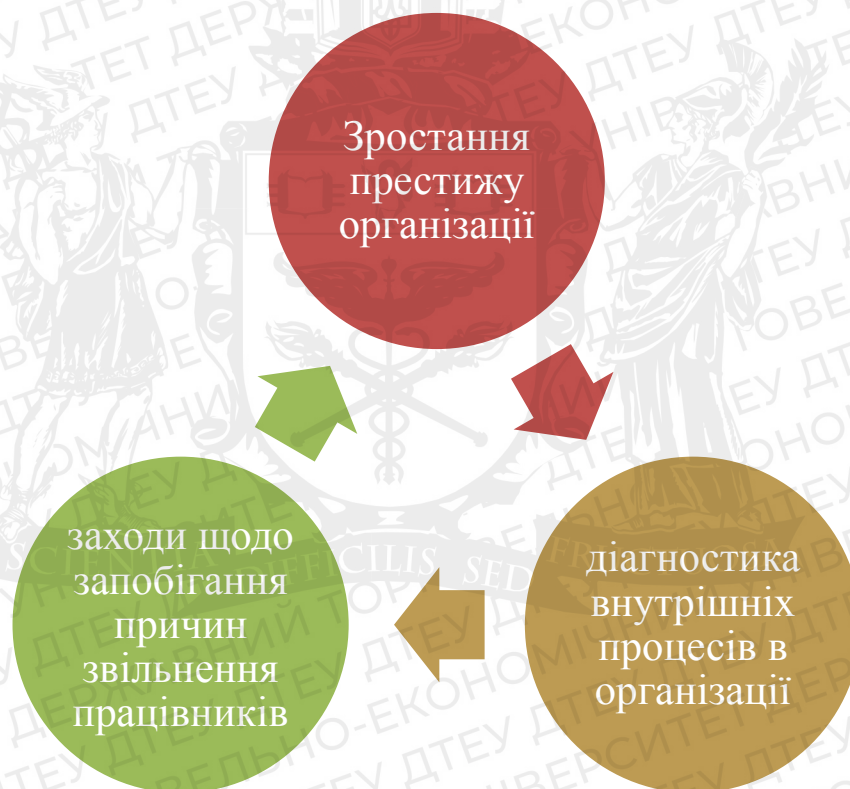 Зростання
престижу
організації
заходи щодо
запобігання
причин
звільнення
працівників
діагностика
внутрішніх
процесів в
організації